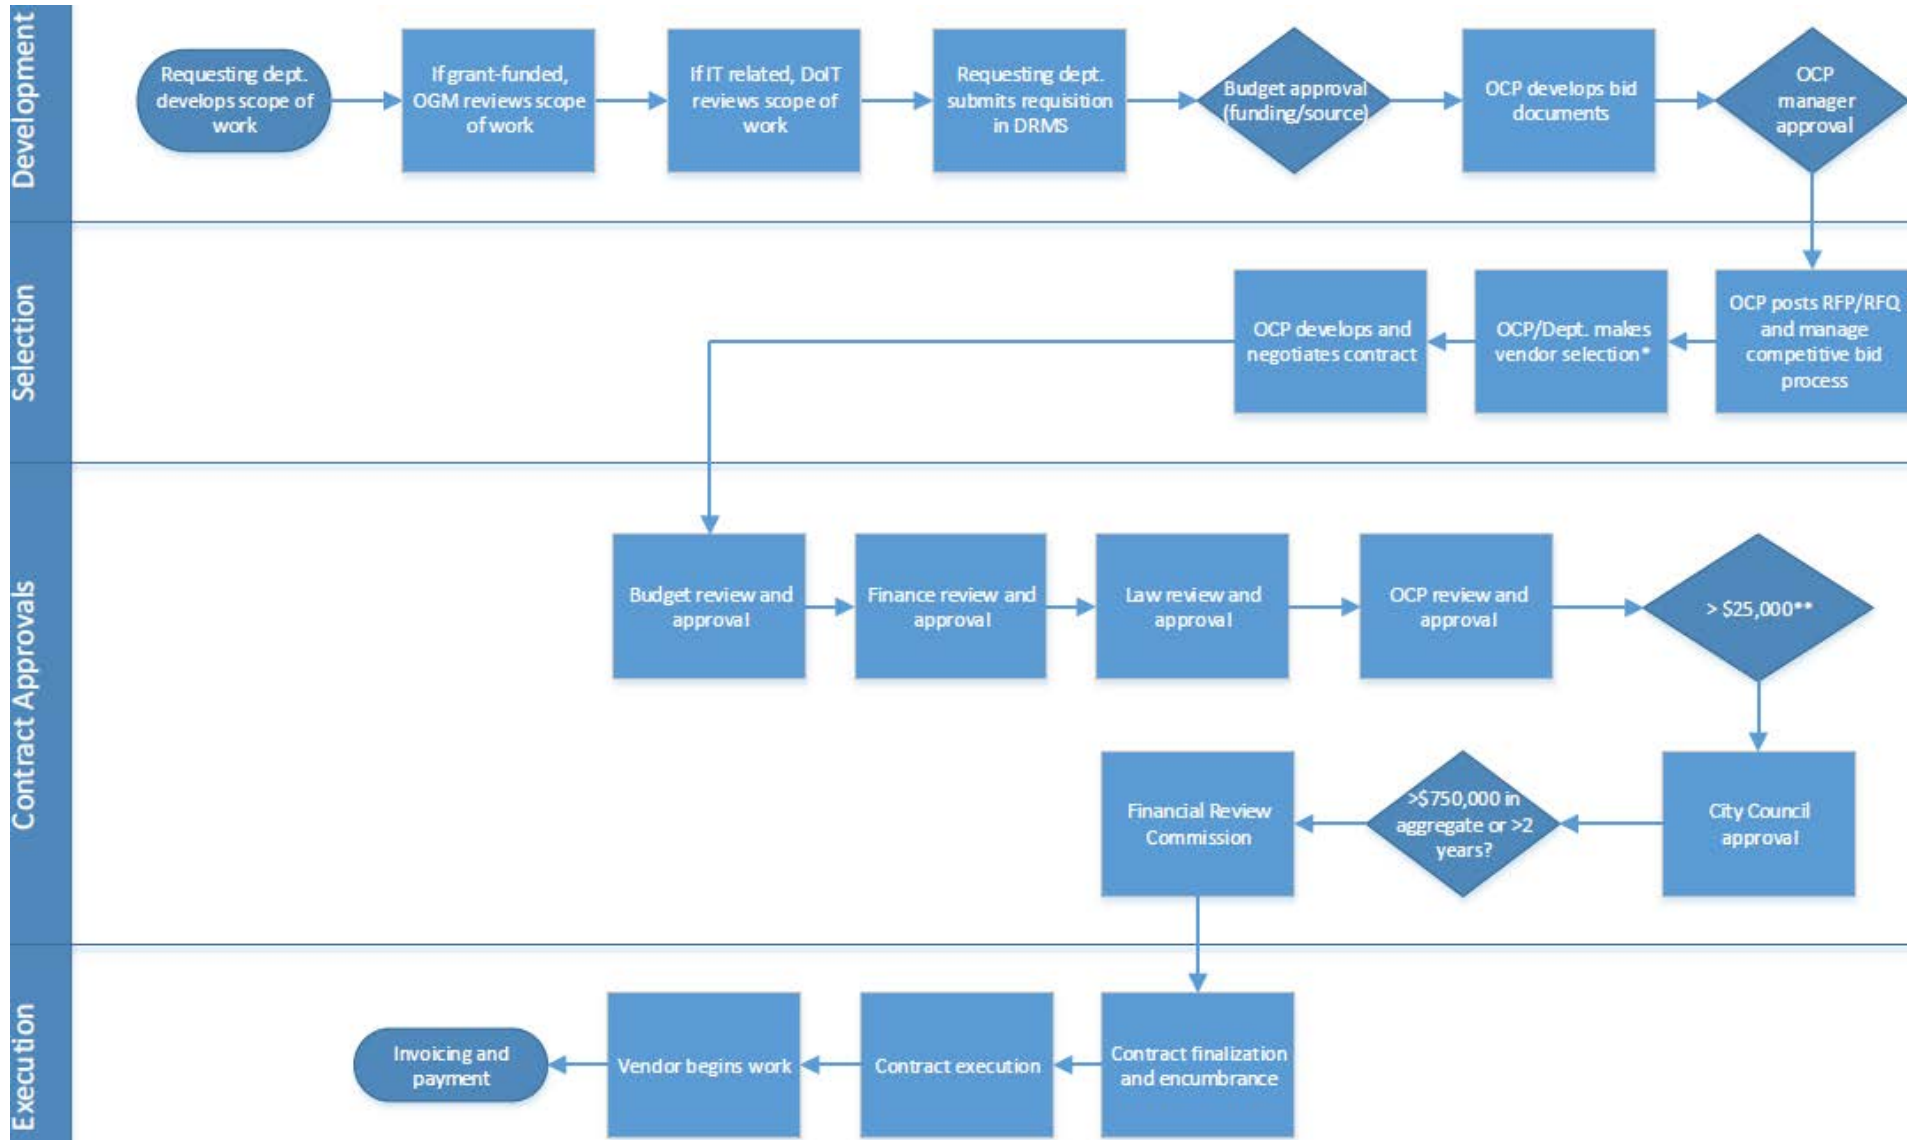 Development
Requesting dept.
develops scope of
work
If grant-funded,
OGM reviews scope
of work
If IT related, DoIT
reviews scope of
work
Requesting dept.
submits requisition
in DRMS
Budget approval
(funding/source)
OCP develops bid
documents
OCP
manager
approval
Selection
OCP develops and
negotiates contract
OCP/Dept. makes
vendor selection*
OCP posts RFP/RFQ
and manage
competitive bid
process
Contract Approvals
Budget review and
approval
Finance review and
approval
Law review and
approval
OCP review and
approval
> $25,000**
Financial Review
Commission
>$750,000 in
aggregate or >2
years?
City Council
approval
Execution
Invoicing and
payment
Vendor begins work
Contract execution
Contract finalization
and encumbrance